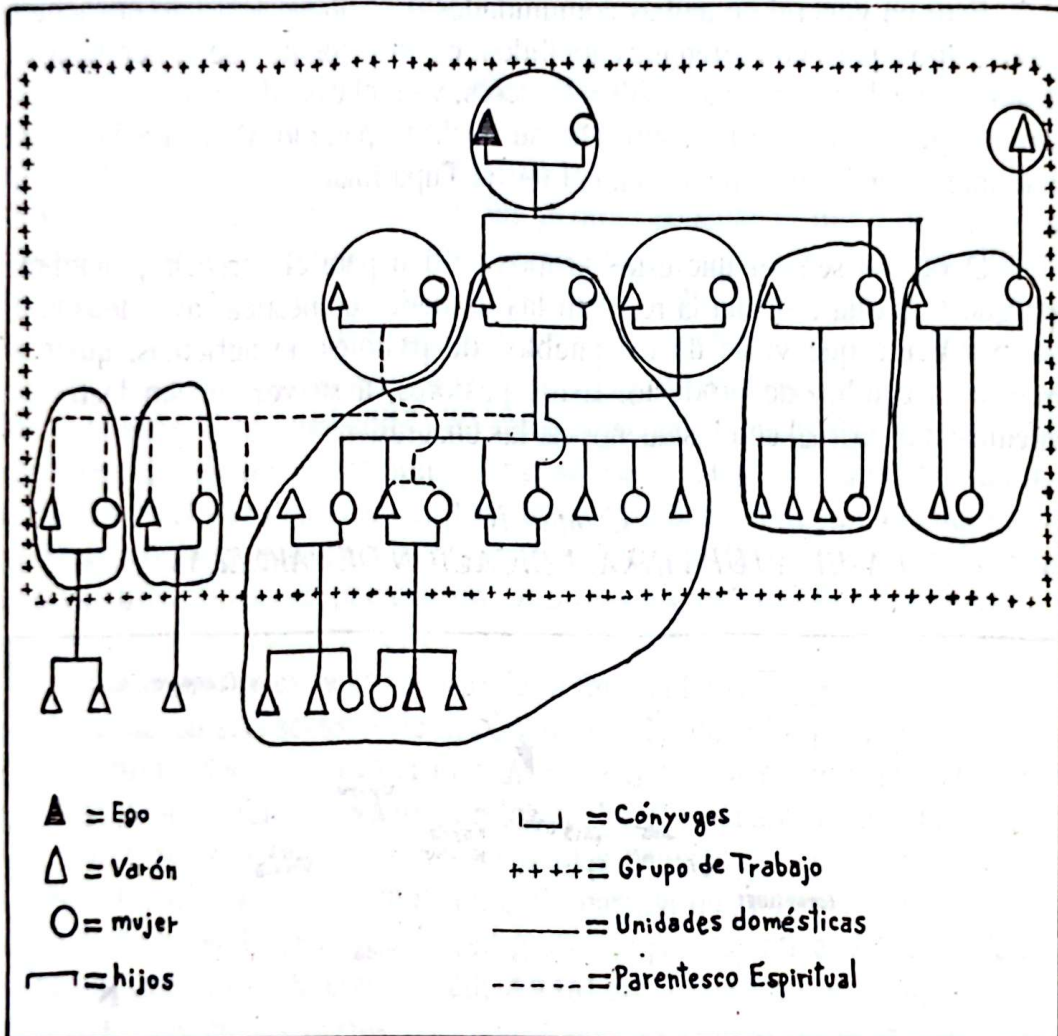 = Ego
= Varón
= mujer
= hijos
= Cónyuges
++++= Grupo de Trabajo
= Unidades domésticas
-----= Parentesco Espiritual